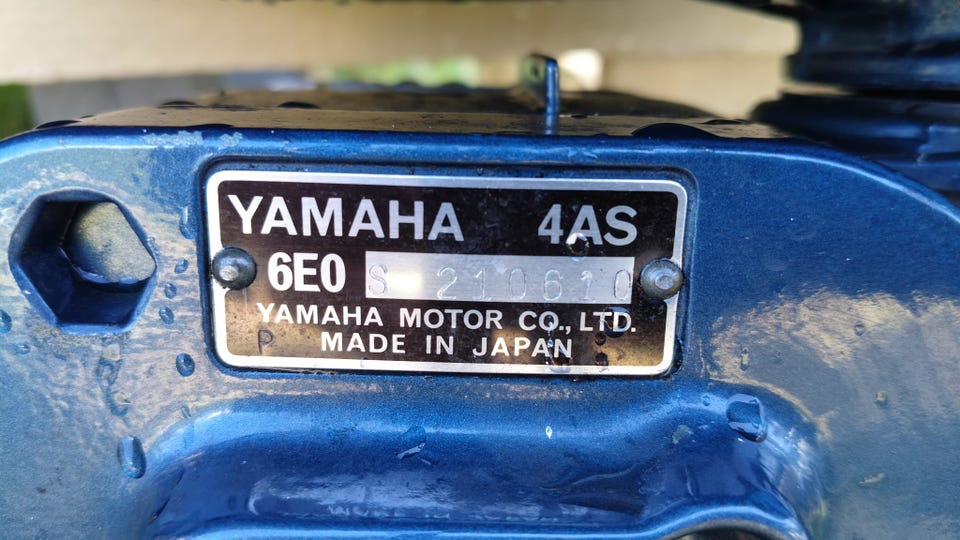 YAMAHA 4AS
6E0 S 210610
YAMAHA MOTOR CO., LTD.
P MADE IN JAPAN